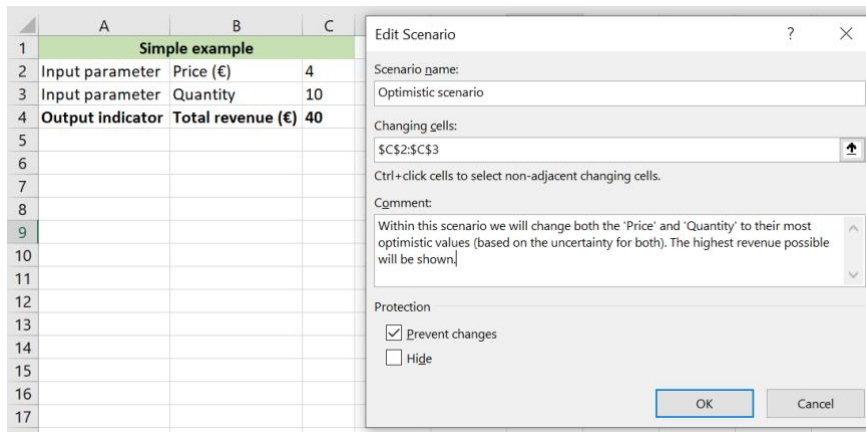 A B C
1 Simple example
2 Input parameter Price (€) 4
3 Input parameter Quantity 10
4 Output indicator Total revenue (€) 40
5
6
7
8
9
10
11
12
13
14
15
16
17
Edit Scenario ? ×
Scenario name:
Optimistic scenario
Changing cells:
$C$2:$C$3
Ctrl+click cells to select non-adjacent changing cells.
Comment:
Within this scenario we will change both the 'Price' and 'Quantity' to their most
optimistic values (based on the uncertainty for both). The highest revenue possible
will be shown.
Protection
Prevent changes
Hide
OK Cancel